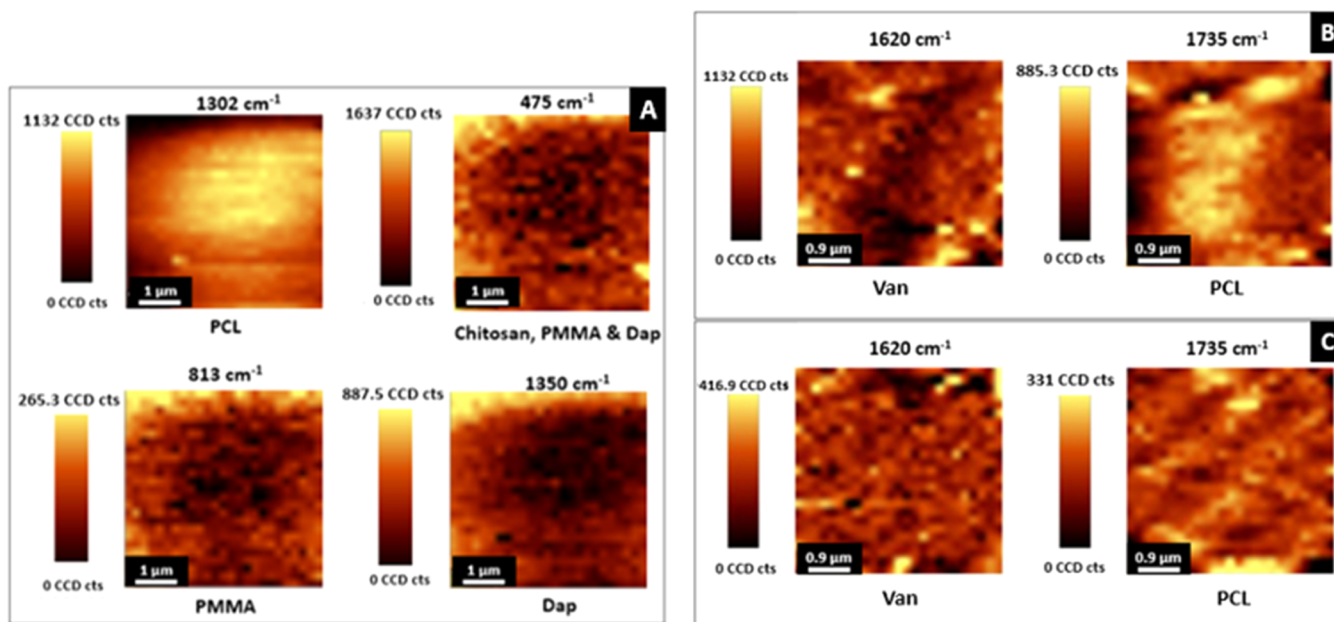 A
1302 cm-1
1132 CCD cts
0 CCD cts
1 µm
PCL
475 cm-1
1637 CCD cts
0 CCD cts
1 µm
Chitosan, PMMA & Dap
813 cm-1
265.3 CCD cts
0 CCD cts
1 µm
PMMA
1350 cm-1
887.5 CCD cts
0 CCD cts
1 µm
Dap
B
1620 cm-1
1132 CCD cts
0 CCD cts
0.9 µm
Van
1735 cm-1
885.3 CCD cts
0 CCD cts
0.9 µm
PCL
C
1620 cm-1
416.9 CCD cts
0 CCD cts
0.9 µm
Van
1735 cm-1
331 CCD cts
0 CCD cts
0.9 µm
PCL